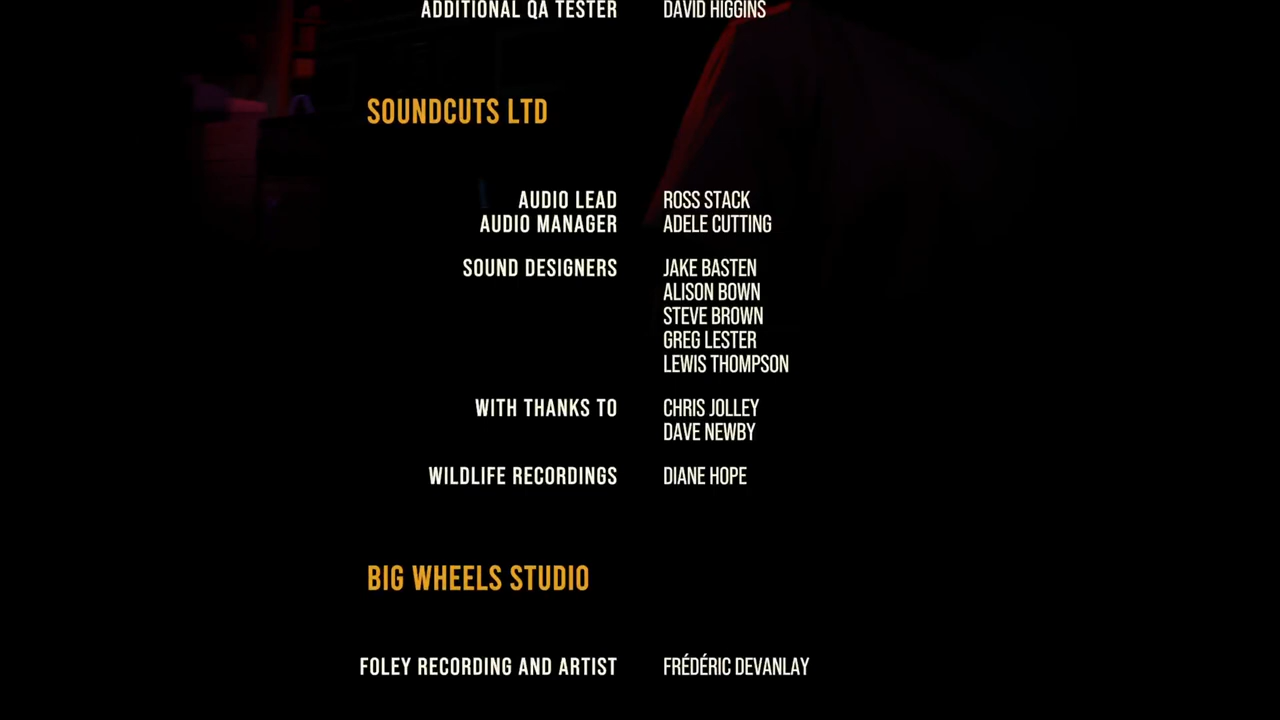 ADDITIONAL QA TESTER DAVID HIGGINS
SOUNDCUTS LTD
AUDIO LEAD ROSS STACK
AUDIO MANAGER ADELE CUTTING
SOUND DESIGNERS JAKE BASTEN
ALISON BOWN
STEVE BROWN
GREG LESTER
LEWIS THOMPSON
WITH THANKS TO CHRIS JOLLEY
DAVE NEWBY
WILDLIFE RECORDINGS DIANE HOPE
BIG WHEELS STUDIO
FOLEY RECORDING AND ARTIST FRÉDÉRIC DEVANLAY